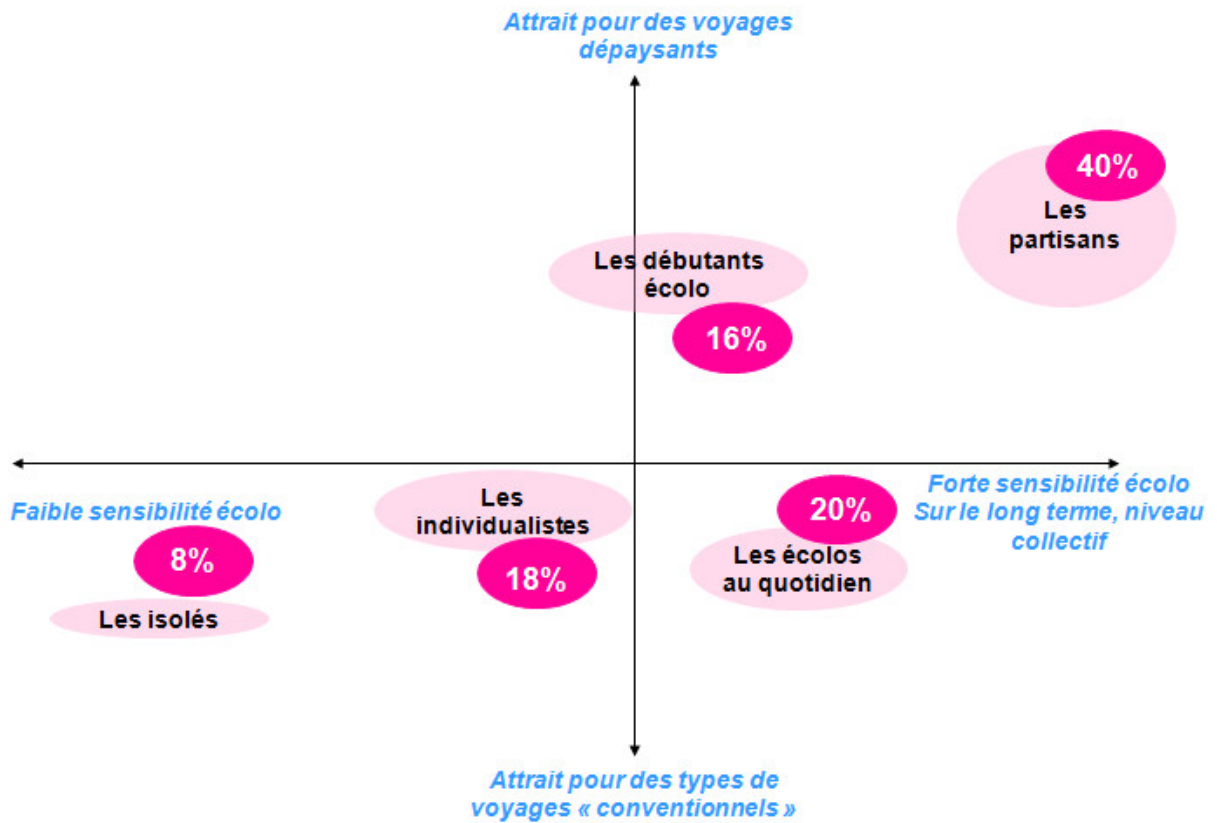 Attrait pour des voyages
dépaysants
40%
Les
partisans
Les débutants
écolo
16%
Faible sensibilité écolo
8%
Les isolés
Les
individualistes
18%
20%
Les écolos
au quotidien
Forte sensibilité écolo
Sur le long terme, niveau
collectif
Attrait pour des types de
voyages « conventionnels »